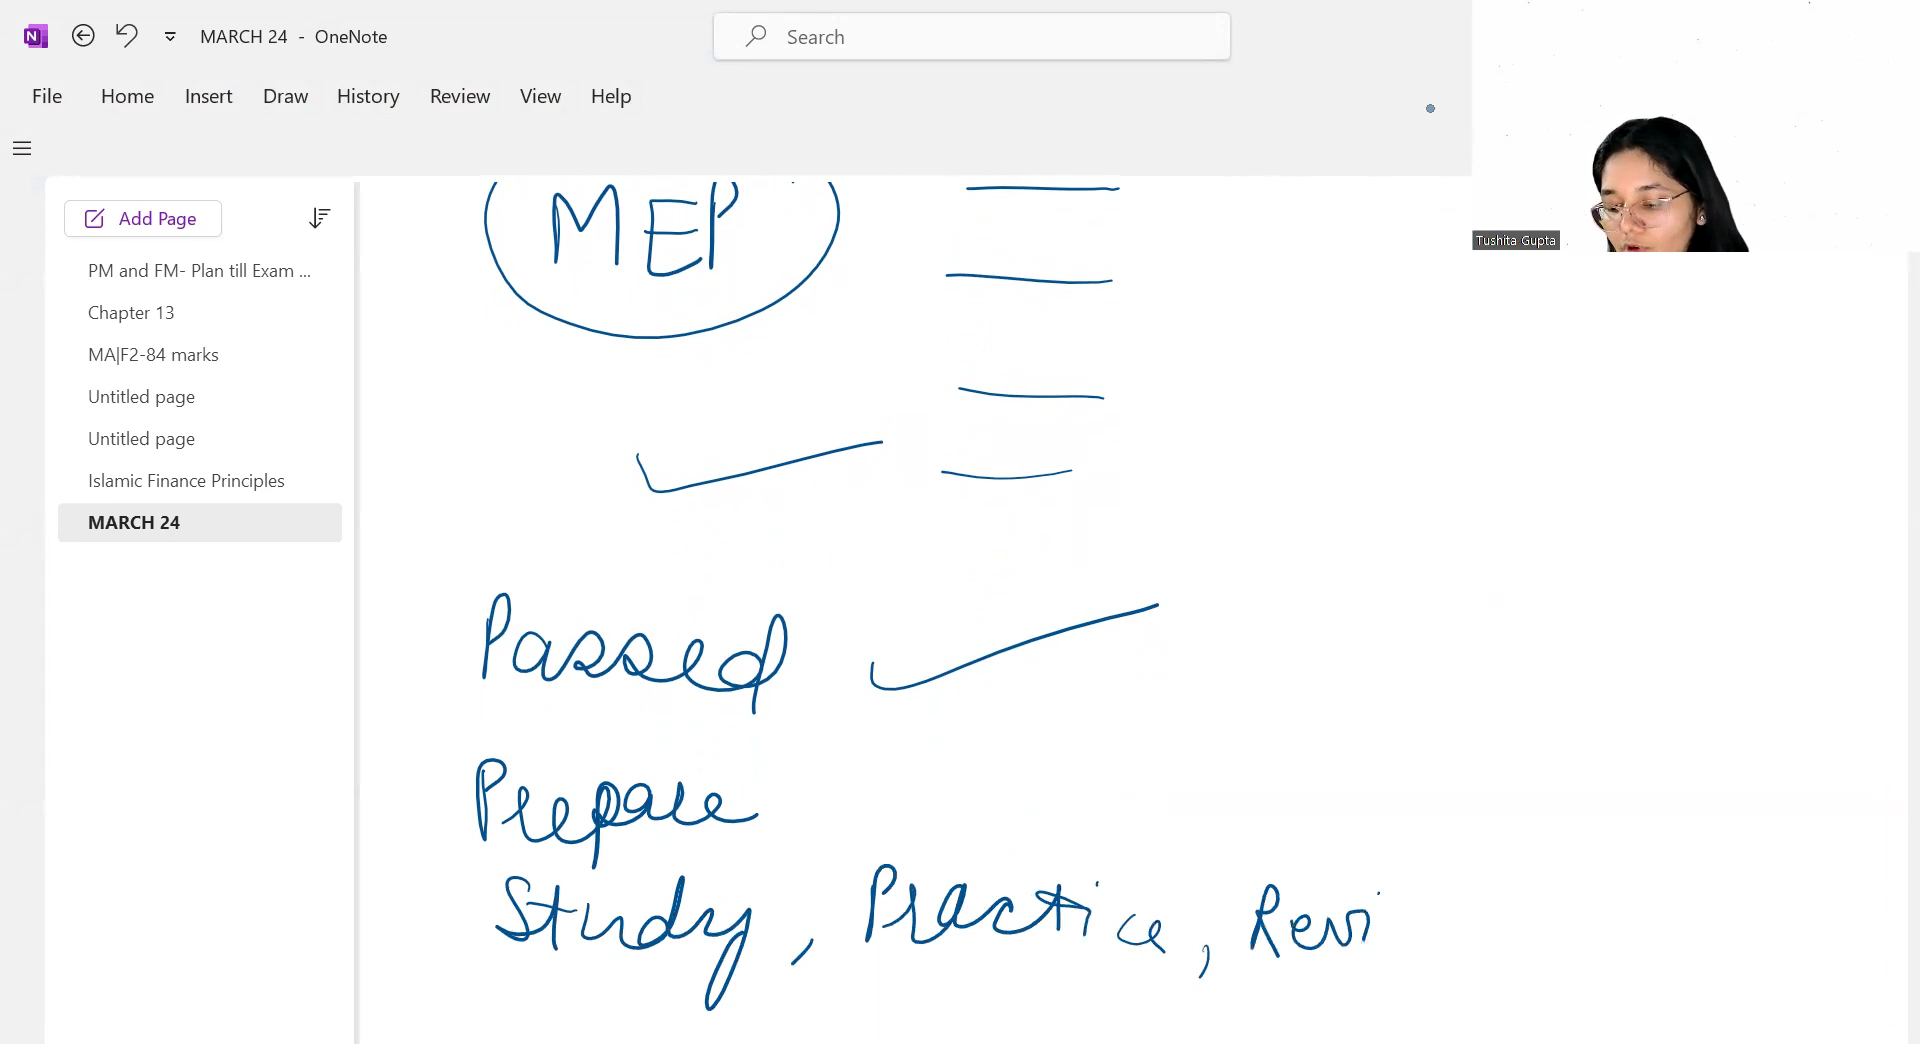 MARCH 24 - OneNote
Search
File Home Insert Draw History Review View Help
Add Page
PM and FM- Plan till Exam ...
Chapter 13
MA|F2-84 marks
Untitled page
Untitled page
Islamic Finance Principles
MARCH 24
Tushita Gupta
MEP
Passed
Prepare
Study, Practice, Revi